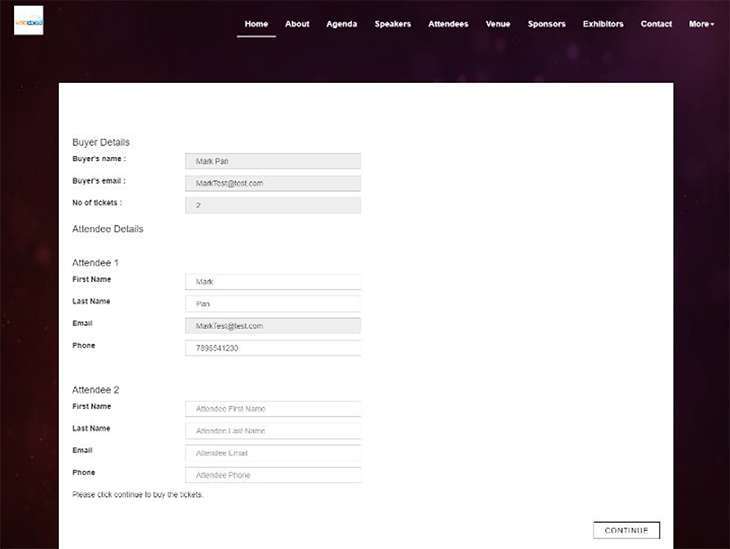 Home About Agenda Speakers Attendees Venue Sponsors Exhibitors Contact More
Buyer Details
Buyer's name : Mark Pan
Buyer's email : MarkTest@test.com
No of tickets : 2
Attendee Details
Attendee 1
First Name Mark
Last Name Pan
Email MarkTest@test.com
Phone 7895541230
Attendee 2
First Name Attendee First Name
Last Name Attendee Last Name
Email Attendee Email
Phone Attendee Phone
Please click continue to buy the tickets.
CONTINUE